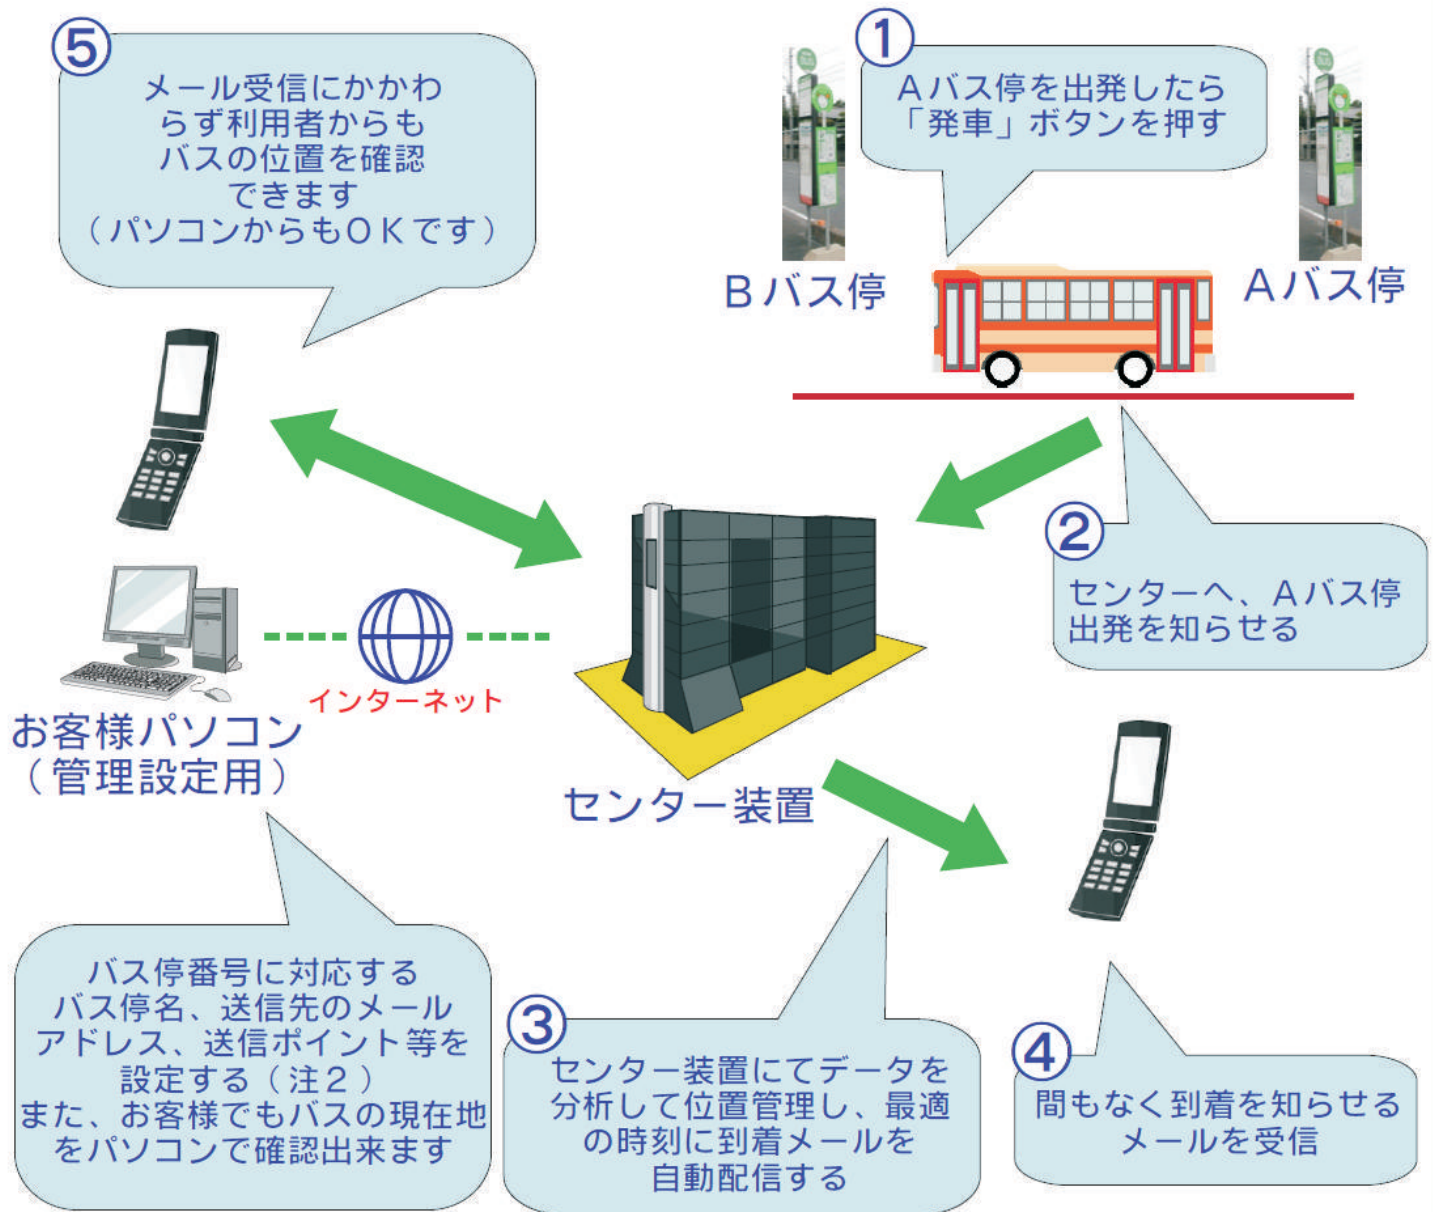 ⑤
メール受信にかかわ
らず利用者からも
バスの位置を確認
できます
（パソコンからもＯＫです）
①
Ａバス停を出発したら
「発車」ボタンを押す
Ｂバス停
Ａバス停
②
センターへ、Ａバス停
出発を知らせる
インターネット
お客様パソコン
（管理設定用）
センター装置
バス停番号に対応する
バス停名、送信先のメール
アドレス、送信ポイント等を
設定する（注２）
また、お客様でもバスの現在地
をパソコンで確認出来ます
③
センター装置にてデータを
分析して位置管理し、最適
の時刻に到着メールを
自動配信する
④
間もなく到着を知らせる
メールを受信